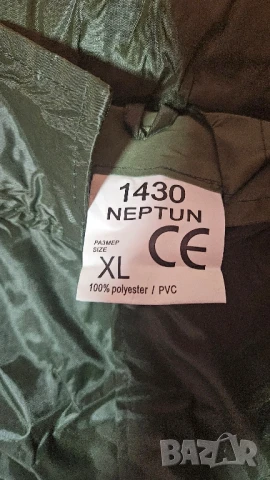 1430
NEPTUN
РАЗМЕР
SIZE
CE
XL
100% polyester / PVC
BAZAR